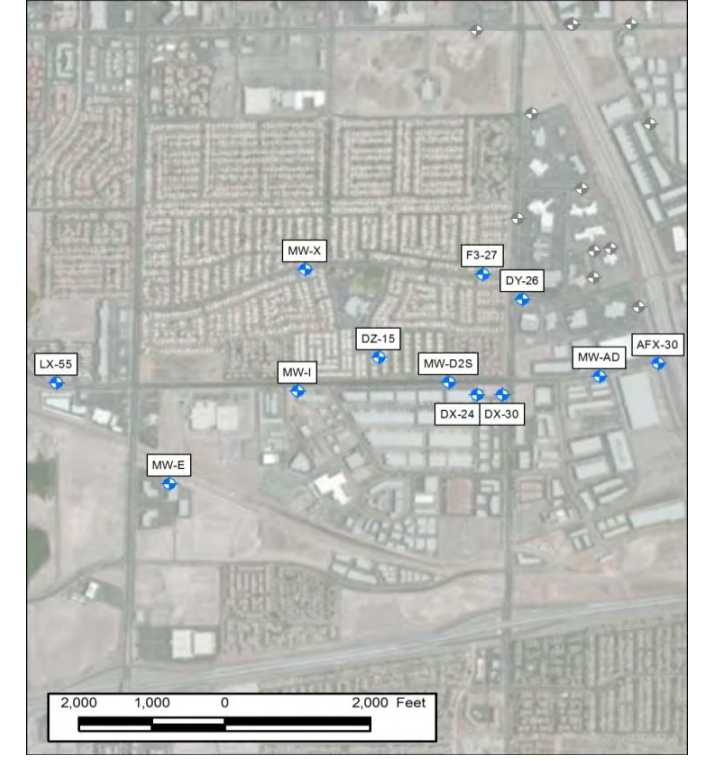 MW-X
F3-27
DY-26
DZ-15
AFX-30
LX-55
MW-I
MW-D2S
MW-AD
DX-24
DX-30
MW-E
2,000 1,000 0 2,000 Feet